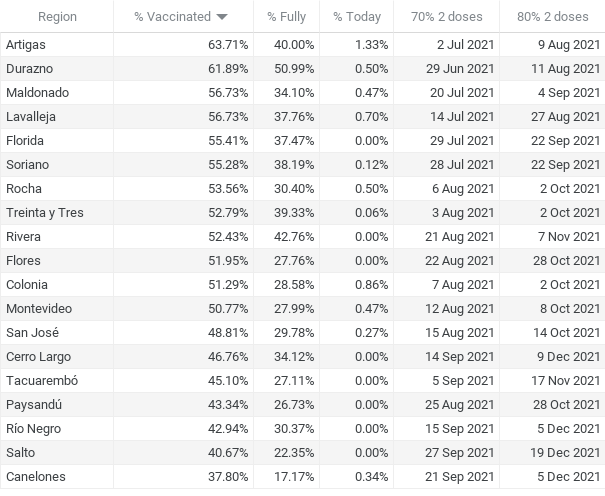 Region % Vaccinated % Fully % Today 70% 2 doses 80% 2 doses
Artigas 63.71% 40.00% 1.33% 2 Jul 2021 9 Aug 2021
Durazno 61.89% 50.99% 0.50% 29 Jun 2021 11 Aug 2021
Maldonado 56.73% 34.10% 0.47% 20 Jul 2021 4 Sep 2021
Lavalleja 56.73% 37.76% 0.70% 14 Jul 2021 27 Aug 2021
Florida 55.41% 37.47% 0.00% 29 Jul 2021 22 Sep 2021
Soriano 55.28% 38.19% 0.12% 28 Jul 2021 22 Sep 2021
Rocha 53.56% 30.40% 0.50% 6 Aug 2021 2 Oct 2021
Treinta y Tres 52.79% 39.33% 0.06% 3 Aug 2021 2 Oct 2021
Rivera 52.43% 42.76% 0.00% 21 Aug 2021 7 Nov 2021
Flores 51.95% 27.76% 0.00% 22 Aug 2021 28 Oct 2021
Colonia 51.29% 28.58% 0.86% 7 Aug 2021 2 Oct 2021
Montevideo 50.77% 27.99% 0.47% 12 Aug 2021 8 Oct 2021
San José 48.81% 29.78% 0.27% 15 Aug 2021 14 Oct 2021
Cerro Largo 46.76% 34.12% 0.00% 14 Sep 2021 9 Dec 2021
Tacuarembó 45.10% 27.11% 0.00% 5 Sep 2021 17 Nov 2021
Paysandú 43.34% 26.73% 0.00% 25 Aug 2021 28 Oct 2021
Río Negro 42.94% 30.37% 0.00% 15 Sep 2021 5 Dec 2021
Salto 40.67% 22.35% 0.00% 27 Sep 2021 19 Dec 2021
Canelones 37.80% 17.17% 0.34% 21 Sep 2021 5 Dec 2021